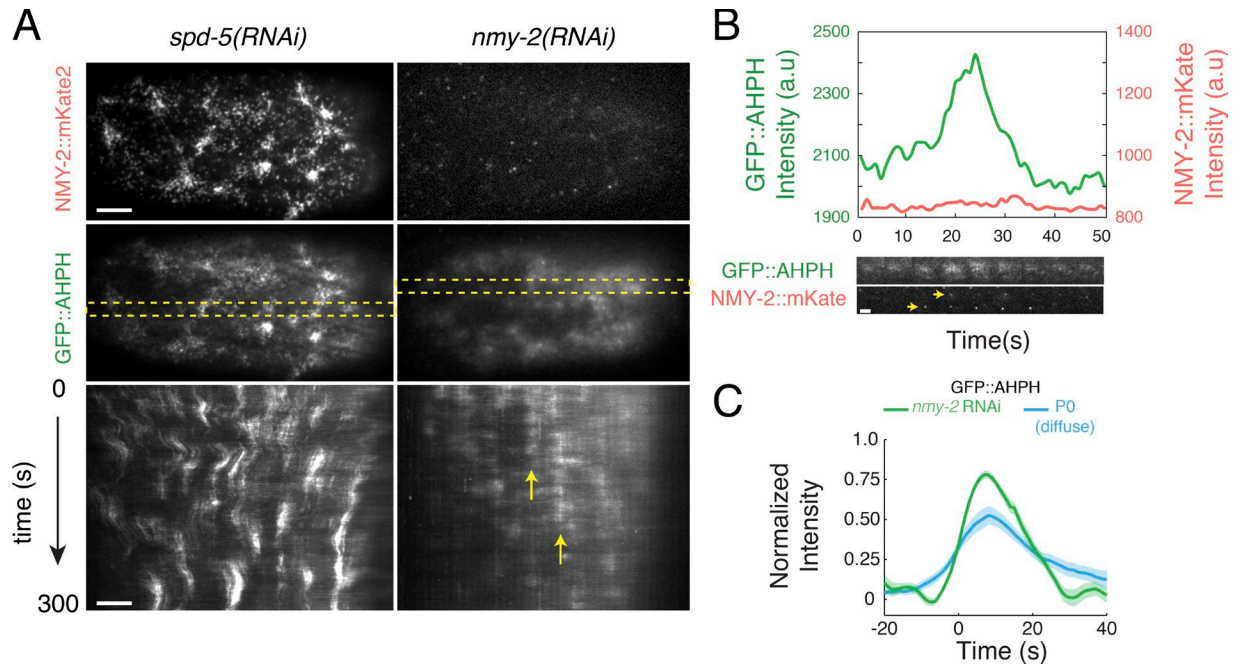 A
spd-5(RNAi)
nmy-2(RNAi)
NMY-2::mKate2
GFP::AHPH
0
time (s)
300
B
GFP::AHPH
Intensity (a.u)
2500
2300
2100
1900
1400
1200
1000
800
NMY-2::mKate
Intensity (a.u)
0 10 20 30 40 50
GFP::AHPH
NMY-2::mKate
Time(s)
C
GFP::AHPH
nmy-2 RNAi
P0
(diffuse)
Normalized
Intensity
1.0
0.75
0.50
0.25
0
-20 0 20 40
Time (s)